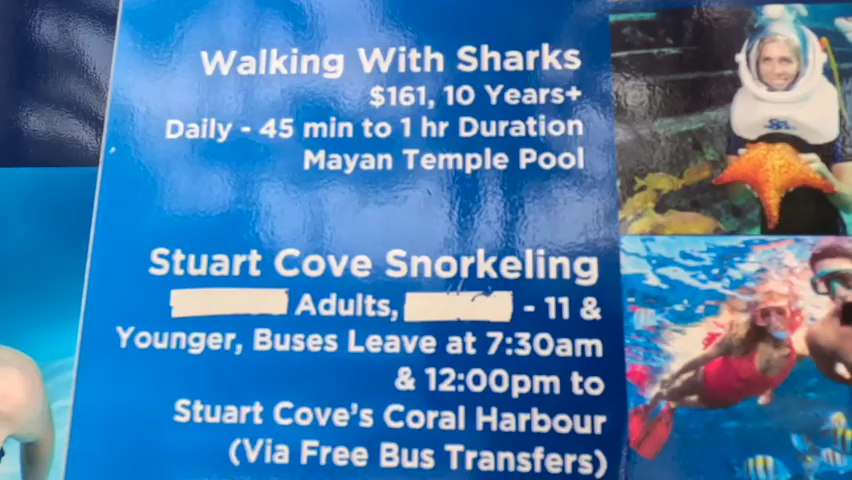 Walking With Sharks
$161, 10 Years+
Daily - 45 min to 1 hr Duration
Mayan Temple Pool
Stuart Cove Snorkeling
Adults, - 11 &
Younger, Buses Leave at 7:30am
& 12:00pm to
Stuart Cove's Coral Harbour
(Via Free Bus Transfers)